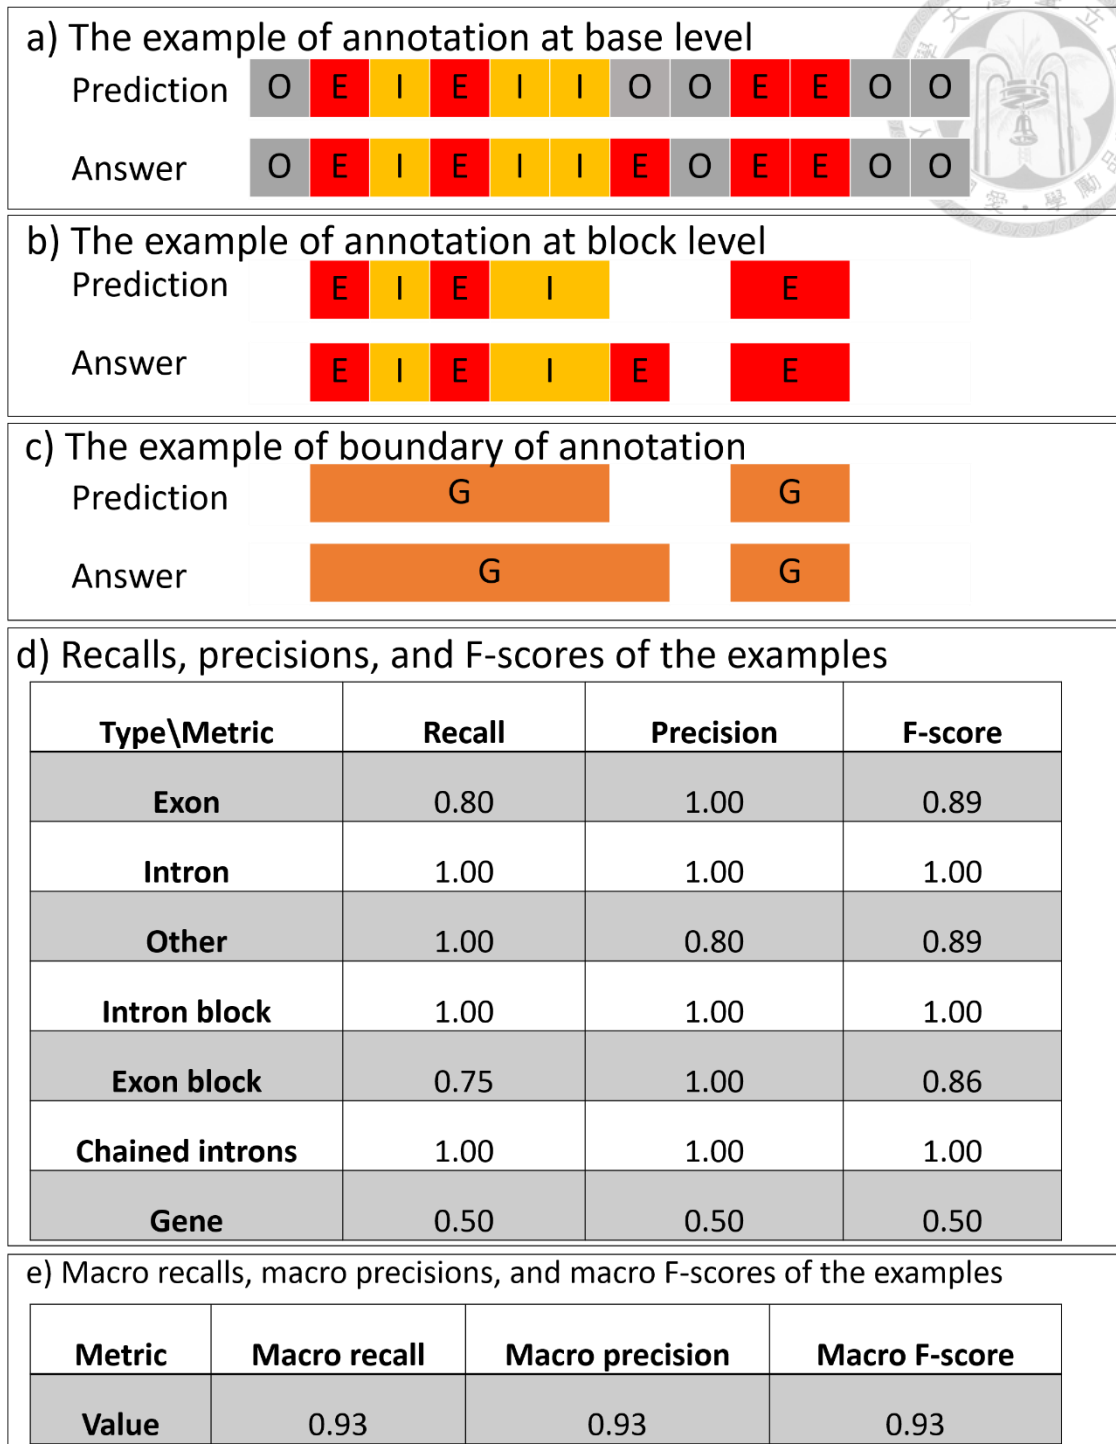 a) The example of annotation at base level
Prediction O E I E I I O O E E O O
Answer O E I E I I E O E E O O
b) The example of annotation at block level
Prediction E I E I E
Answer E I E I E E
c) The example of boundary of annotation
Prediction G G
Answer G G
d) Recalls, precisions, and F-scores of the examples
Type\Metric Recall Precision F-score
Exon 0.80 1.00 0.89
Intron 1.00 1.00 1.00
Other 1.00 0.80 0.89
Intron block 1.00 1.00 1.00
Exon block 0.75 1.00 0.86
Chained introns 1.00 1.00 1.00
Gene 0.50 0.50 0.50
e) Macro recalls, macro precisions, and macro F-scores of the examples
Metric Macro recall Macro precision Macro F-score
Value 0.93 0.93 0.93